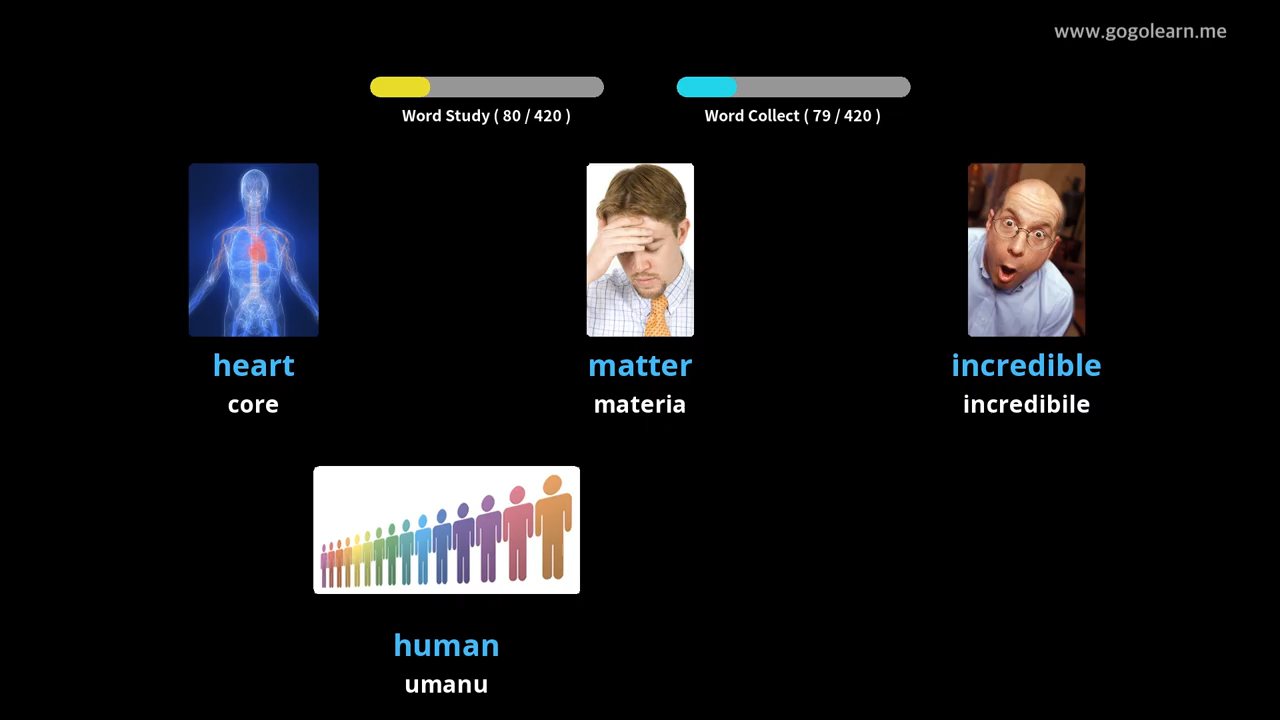 www.gogolearn.me
Word Study ( 80 / 420 )
Word Collect ( 79 / 420 )
heart
core
matter
materia
incredible
incredibile
human
umanu